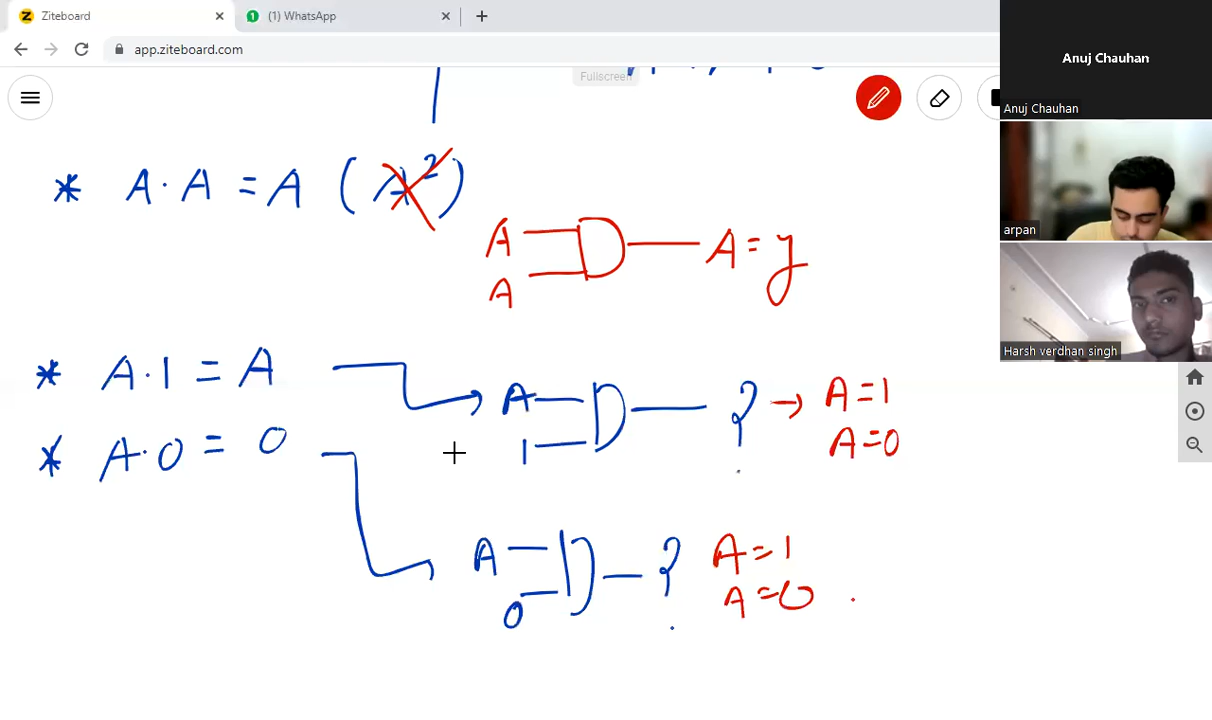 Ziteboard
(1) WhatsApp
app.ziteboard.com
Fullscreen
Anuj Chauhan
Anuj Chauhan
arpan
Harsh verdhan singh
* A · A = A (A²)
A
A
A = y
* A · 1 = A
A
1
? → A = 1
A = 0
* A · 0 = 0
A
0
? A = 1
A = 0